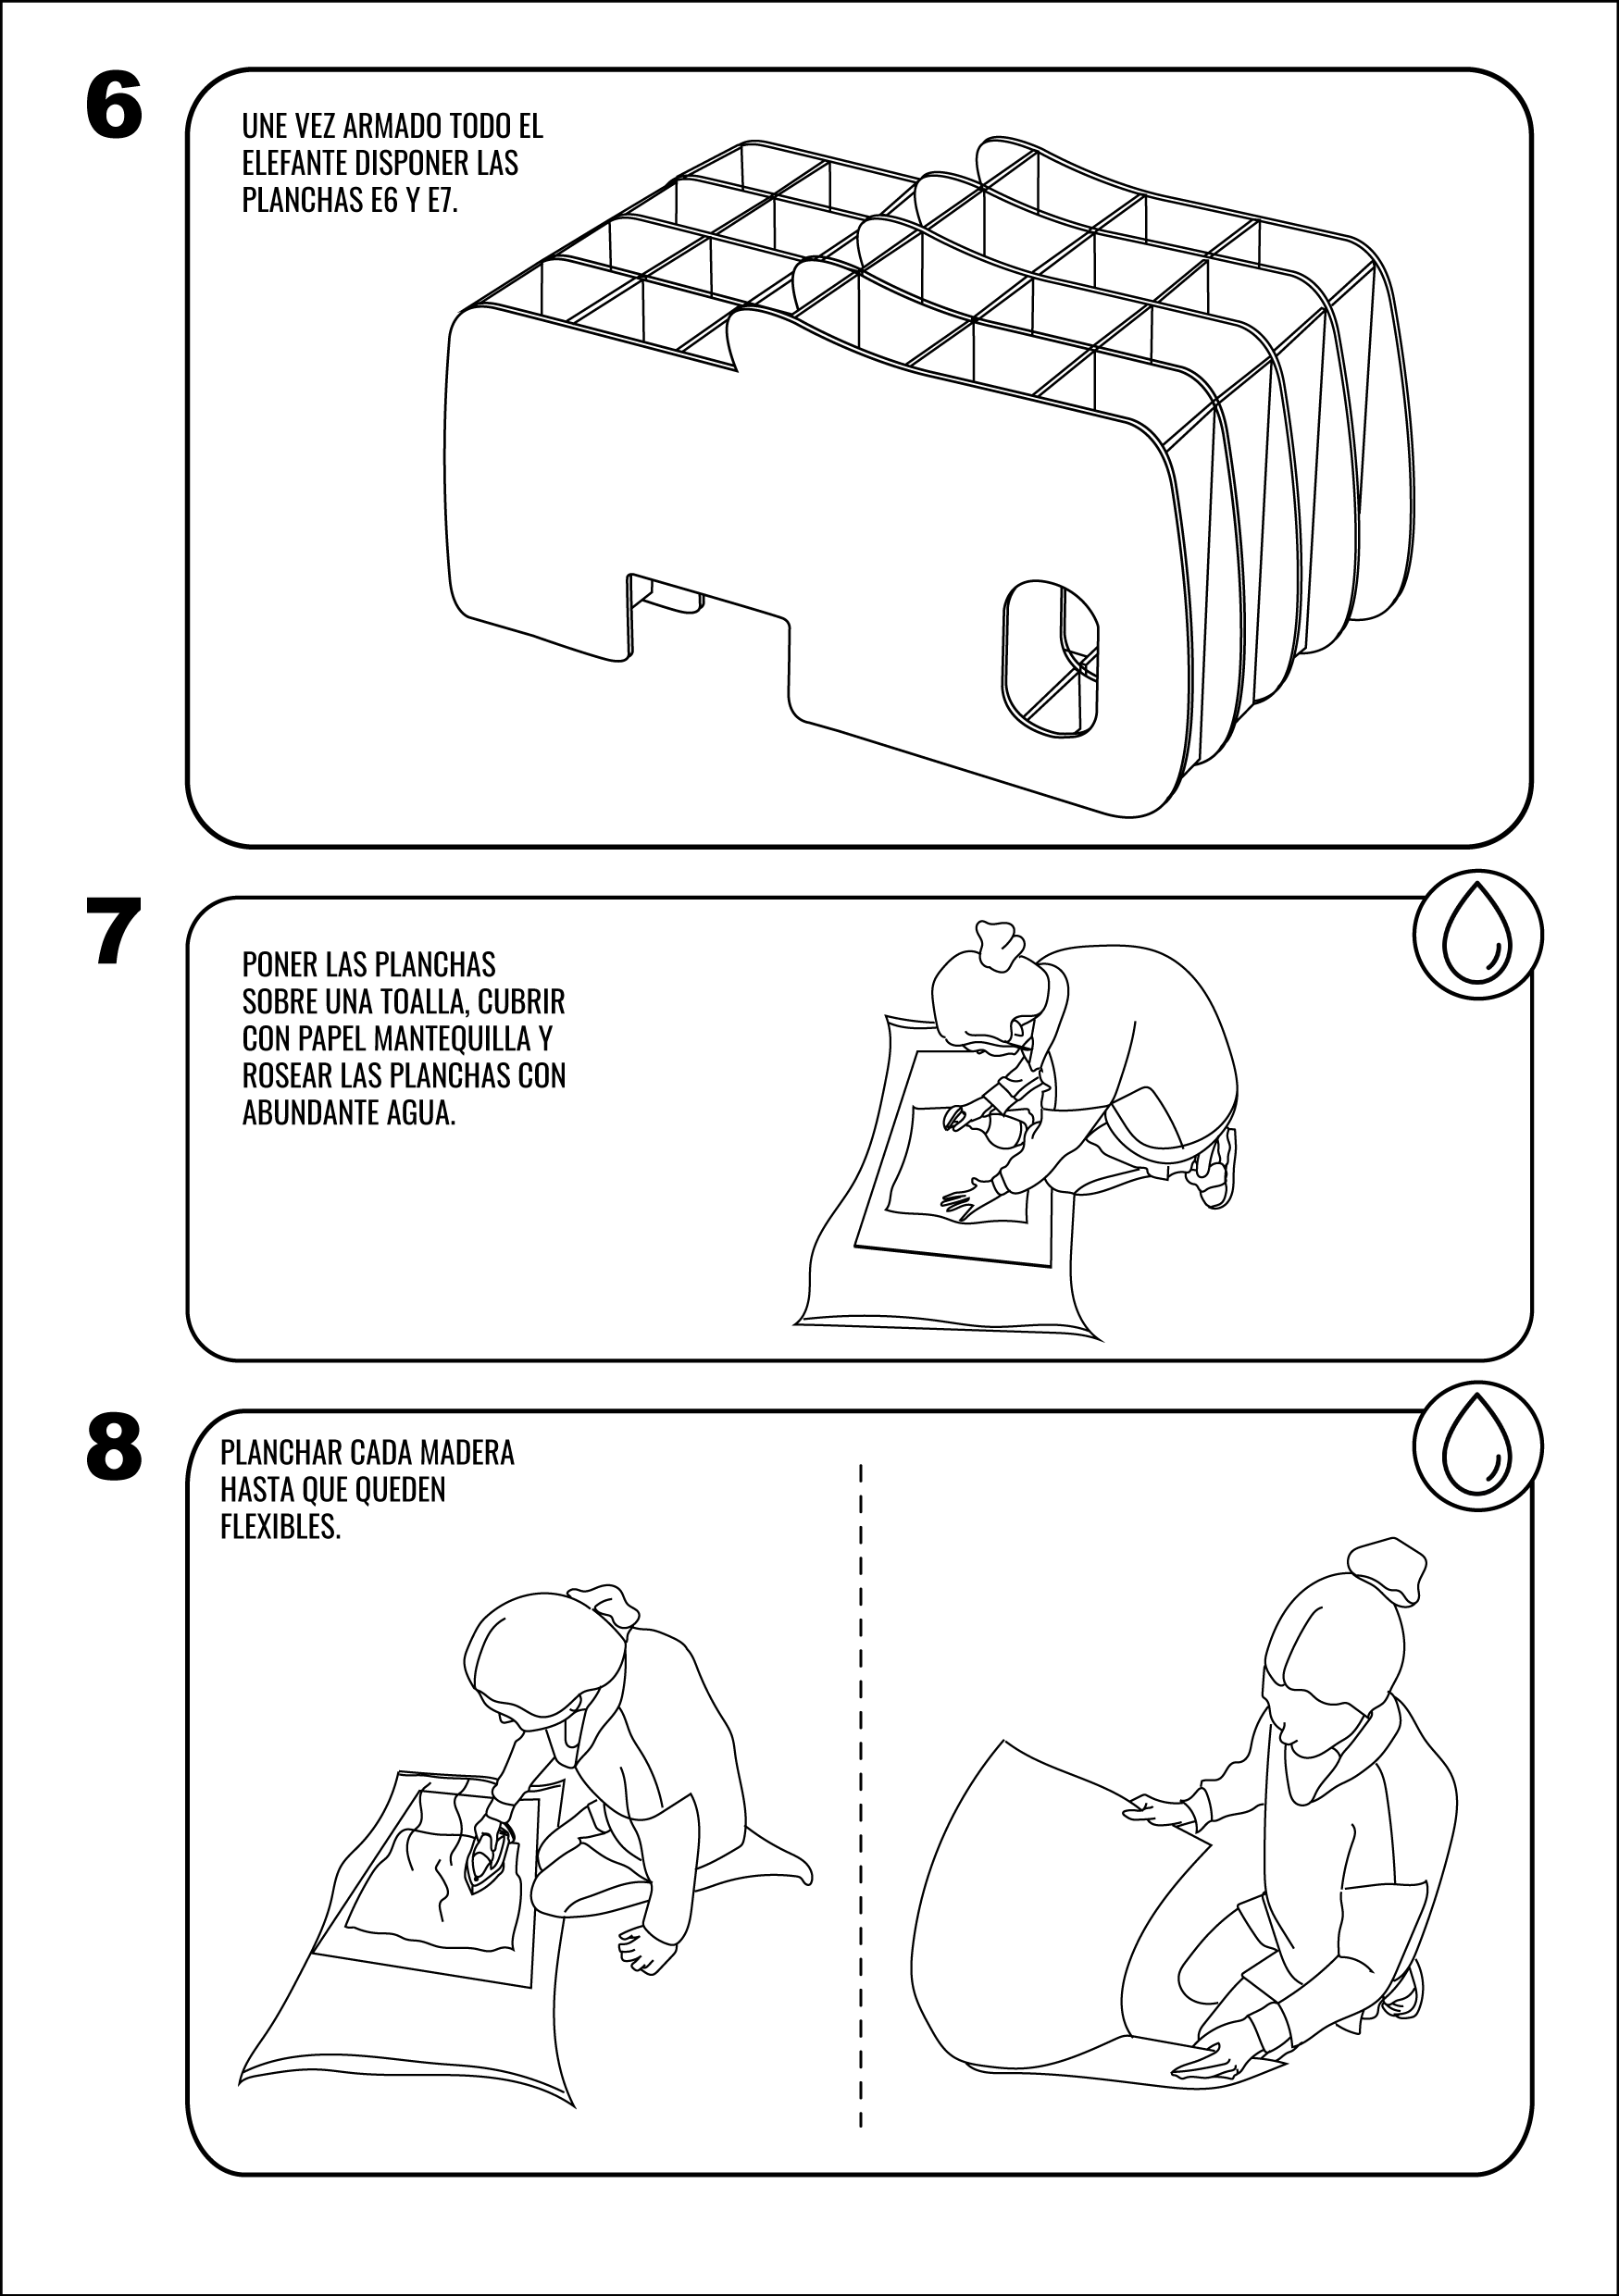 6
UNE VEZ ARMADO TODO EL
ELEFANTE DISPONER LAS
PLANCHAS E6 Y E7.
7
PONER LAS PLANCHAS
SOBRE UNA TOALLA, CUBRIR
CON PAPEL MANTEQUILLA Y
ROSEAR LAS PLANCHAS CON
ABUNDANTE AGUA.
8
PLANCHAR CADA MADERA
HASTA QUE QUEDEN
FLEXIBLES.